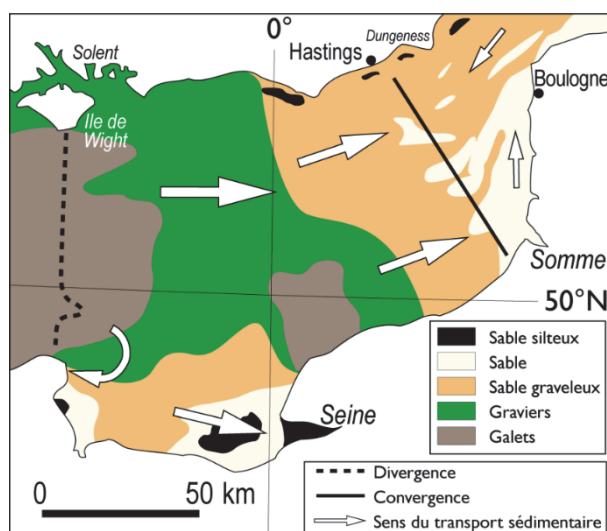 0°
Solent
Hastings
Dungeness
Boulogne
Ile de
Wight
Somme
50°N
Seine
0
50 km
Sable silteux
Sable
Sable graveleux
Graviers
Galets
Divergence
Convergence
Sens du transport sédimentaire